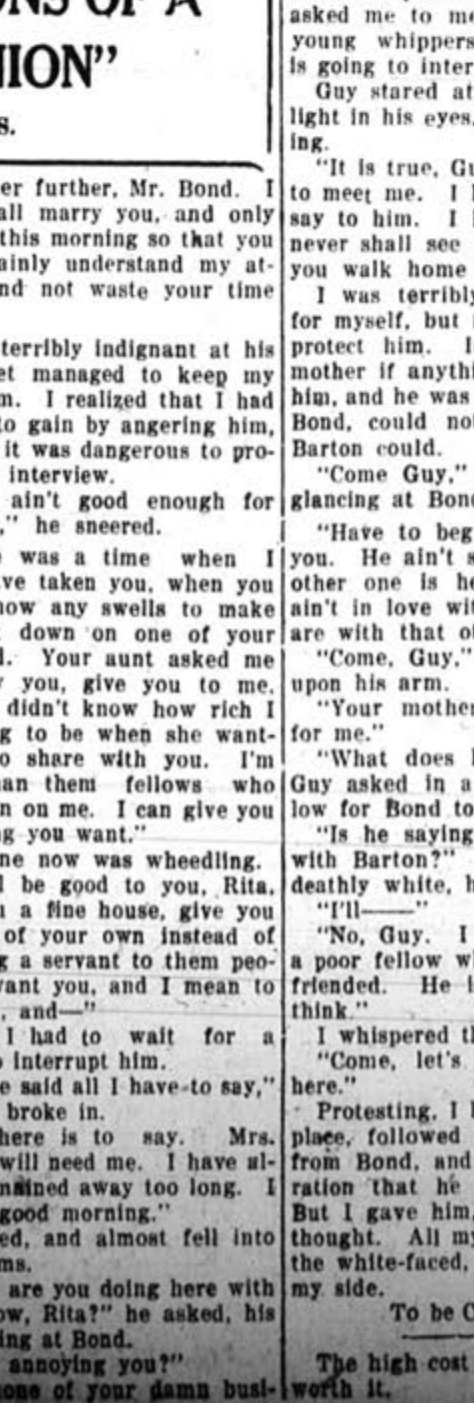 ONS OF A
NION"
s.
er further, Mr. Bond. I
all marry you, and only
this morning so that you
ainly understand my at-
nd not waste your time
terribly indignant at his
et managed to keep my
m. I realized that I had
to gain by angering him,
it was dangerous to pro-
interview.
ain't good enough for
," he sneered.
e was a time when I
ve taken you, when you
now any swells to make
k down on one of your
d. Your aunt asked me
y you, give you to me.
didn't know how rich I
g to be when she want-
o share with you. I'm
han them fellows who
n on me. I can give you
ng you want."
ne now was wheedling.
l be good to you, Rita,
n a fine house, give you
of your own instead of
g a servant to them peo-
want you, and I mean to
, and—"
I had to wait for a
o interrupt him.
e said all I have to say,"
broke in.
here is to say. Mrs.
will need me. I have al-
mained away too long. I
good morning."
ed, and almost fell into
ms.
are you doing here with
ow, Rita?" he asked, his
ing at Bond.
annoying you?"
none of your damn busi-
asked me to me
young whippers
is going to inter
Guy stared at
light in his eyes,
ing.
"It is true, Gu
to meet me. I h
say to him. I h
never shall see
you walk home
I was terribly
for myself, but
protect him. I
mother if anythi
him, and he was
Bond, could not
Barton could.
"Come Guy,"
glancing at Bond
"Have to beg
you. He ain't s
other one is he
ain't in love wit
are with that ot
"Come, Guy,"
upon his arm.
"Your mother
for me."
"What does h
Guy asked in a
low for Bond to
"Is he saying
with Barton?"
deathly white, h
"I'll——"
"No, Guy. I
a poor fellow wh
friended. He i
think."
I whispered th
"Come, let's
here."
Protesting, I h
place, followed
from Bond, and
ration that he
But I gave him,
thought. All my
the white-faced,
my side.
To be C
The high cost
worth it.